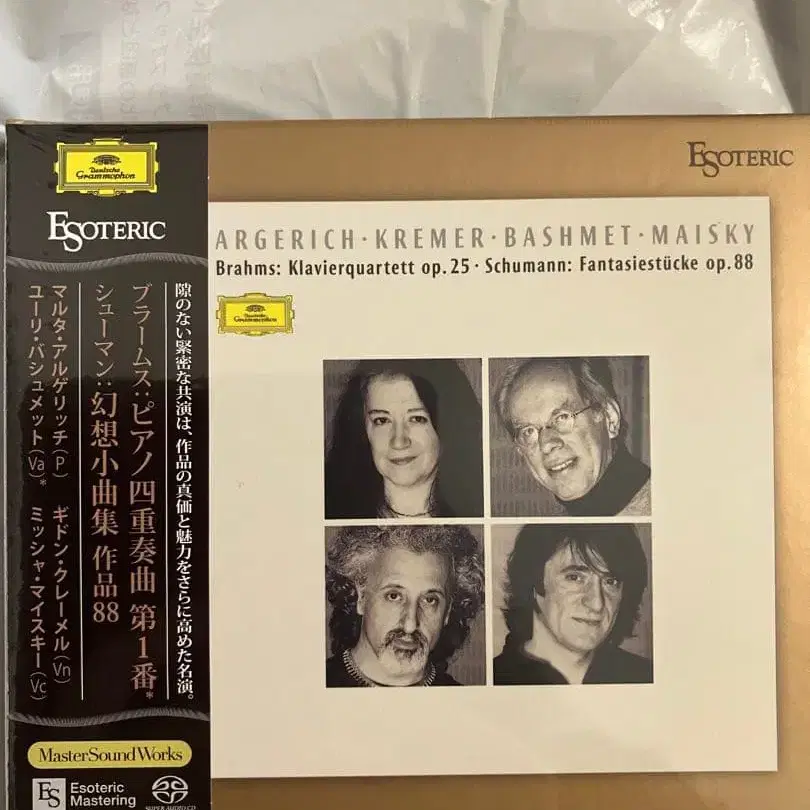 Deutsche
Grammophon
ESOTERIC
隙のない緊密な共演は、作品の真価と魅力をさらに高めた名演。
ブラームス:ピアノ四重奏曲 第1番*
シューマン:幻想小曲集 作品88
マルタ・アルゲリッチ(P) ギドン・クレーメル(Vn)
ユーリ・バシュメット(Va)* ミッシャ・マイスキー(Vc)
MasterSoundWorks
ES
Esoteric
Mastering
SUPER AUDIO CD
ESOTERIC
ARGERICH·KREMER·BASHMET·MAISKY
Brahms: Klavierquartett op.25·Schumann: Fantasiestücke op.88
Deutsche
Grammophon